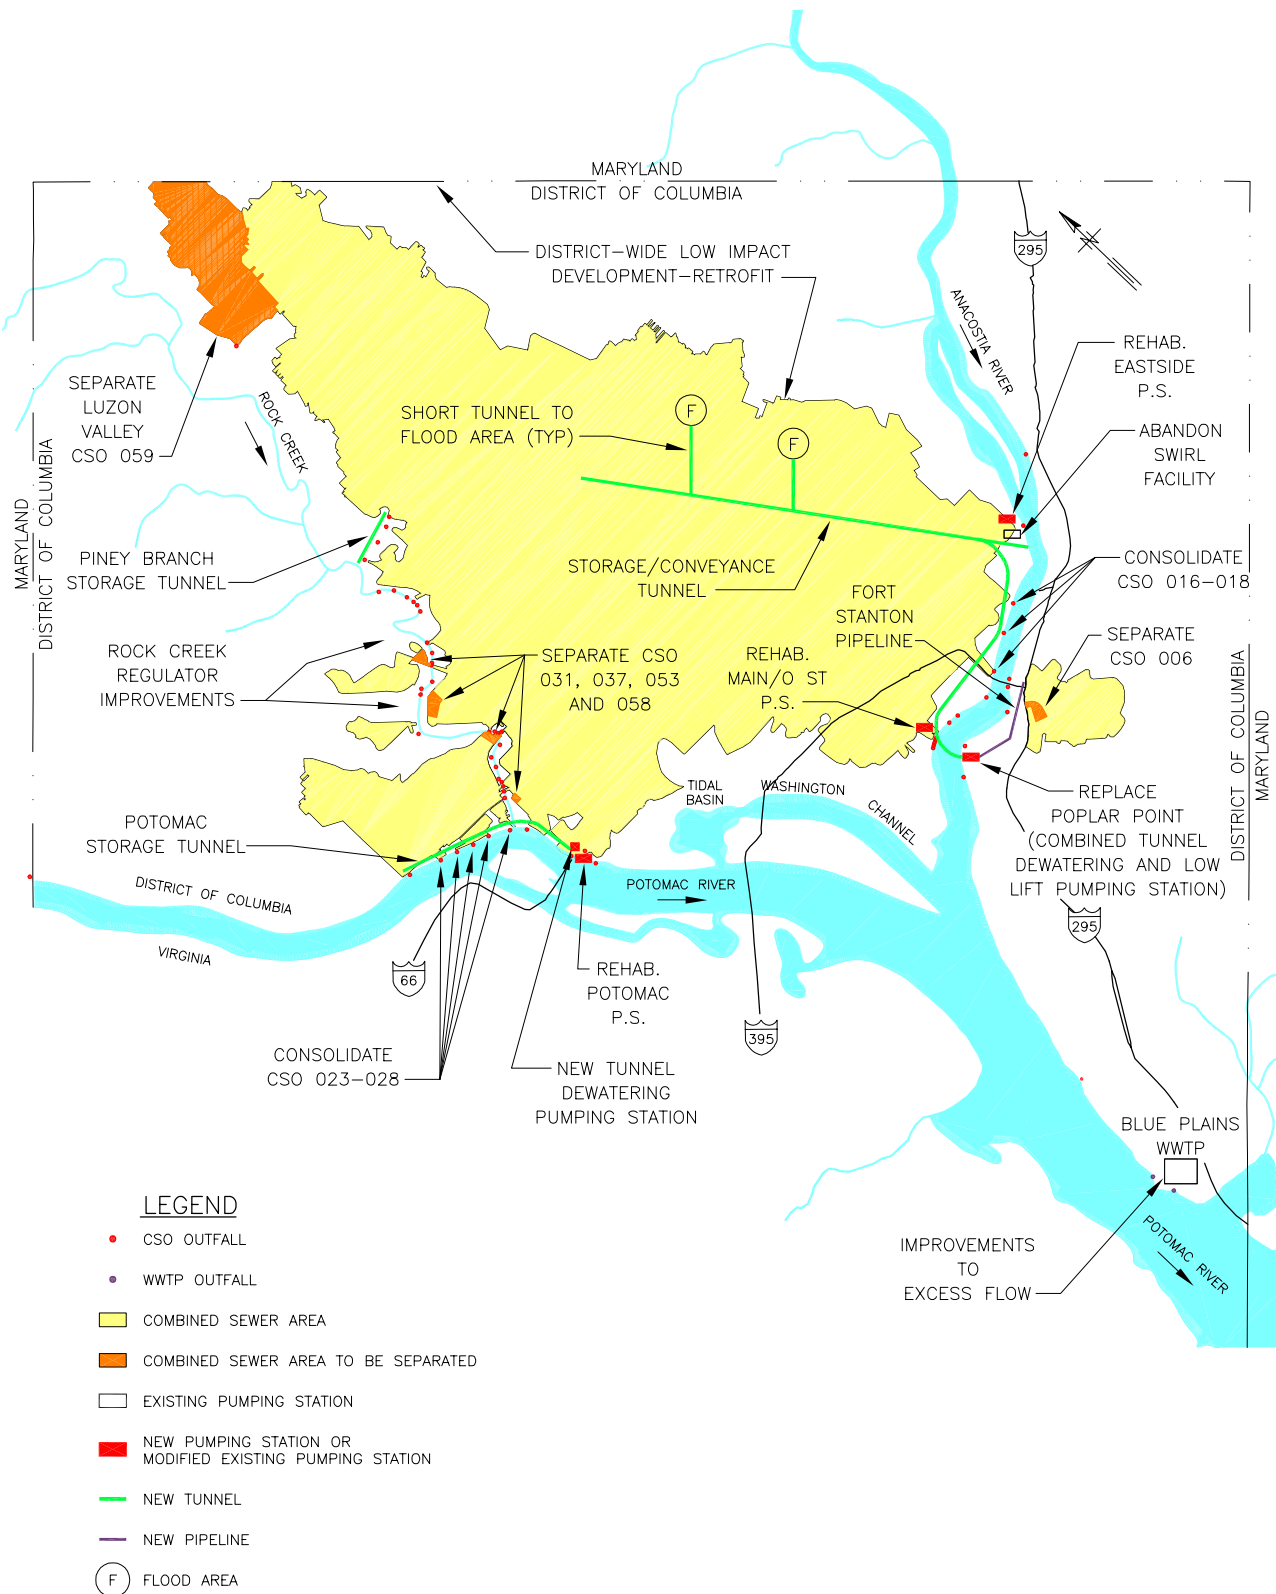 MARYLAND
DISTRICT OF COLUMBIA
DISTRICT-WIDE LOW IMPACT
DEVELOPMENT-RETROFIT
295
ANACOSTIA RIVER
REHAB.
EASTSIDE
P.S.
ABANDON
SWIRL
FACILITY
SEPARATE
LUZON
VALLEY
CSO 059
ROCK CREEK
SHORT TUNNEL TO
FLOOD AREA (TYP)
F
F
MARYLAND
DISTRICT OF COLUMBIA
PINEY BRANCH
STORAGE TUNNEL
STORAGE/CONVEYANCE
TUNNEL
FORT
STANTON
PIPELINE
CONSOLIDATE
CSO 016-018
SEPARATE
CSO 006
ROCK CREEK
REGULATOR
IMPROVEMENTS
SEPARATE CSO
031, 037, 053
AND 058
REHAB.
MAIN/O ST
P.S.
DISTRICT OF COLUMBIA
MARYLAND
TIDAL
BASIN
WASHINGTON
CHANNEL
REPLACE
POPLAR POINT
(COMBINED TUNNEL
DEWATERING AND LOW
LIFT PUMPING STATION)
POTOMAC
STORAGE TUNNEL
DISTRICT OF COLUMBIA
VIRGINIA
POTOMAC RIVER
295
66
REHAB.
POTOMAC
P.S.
395
CONSOLIDATE
CSO 023-028
NEW TUNNEL
DEWATERING
PUMPING STATION
BLUE PLAINS
WWTP
IMPROVEMENTS
TO
EXCESS FLOW
POTOMAC RIVER
LEGEND
CSO OUTFALL
WWTP OUTFALL
COMBINED SEWER AREA
COMBINED SEWER AREA TO BE SEPARATED
EXISTING PUMPING STATION
NEW PUMPING STATION OR
MODIFIED EXISTING PUMPING STATION
NEW TUNNEL
NEW PIPELINE
F FLOOD AREA